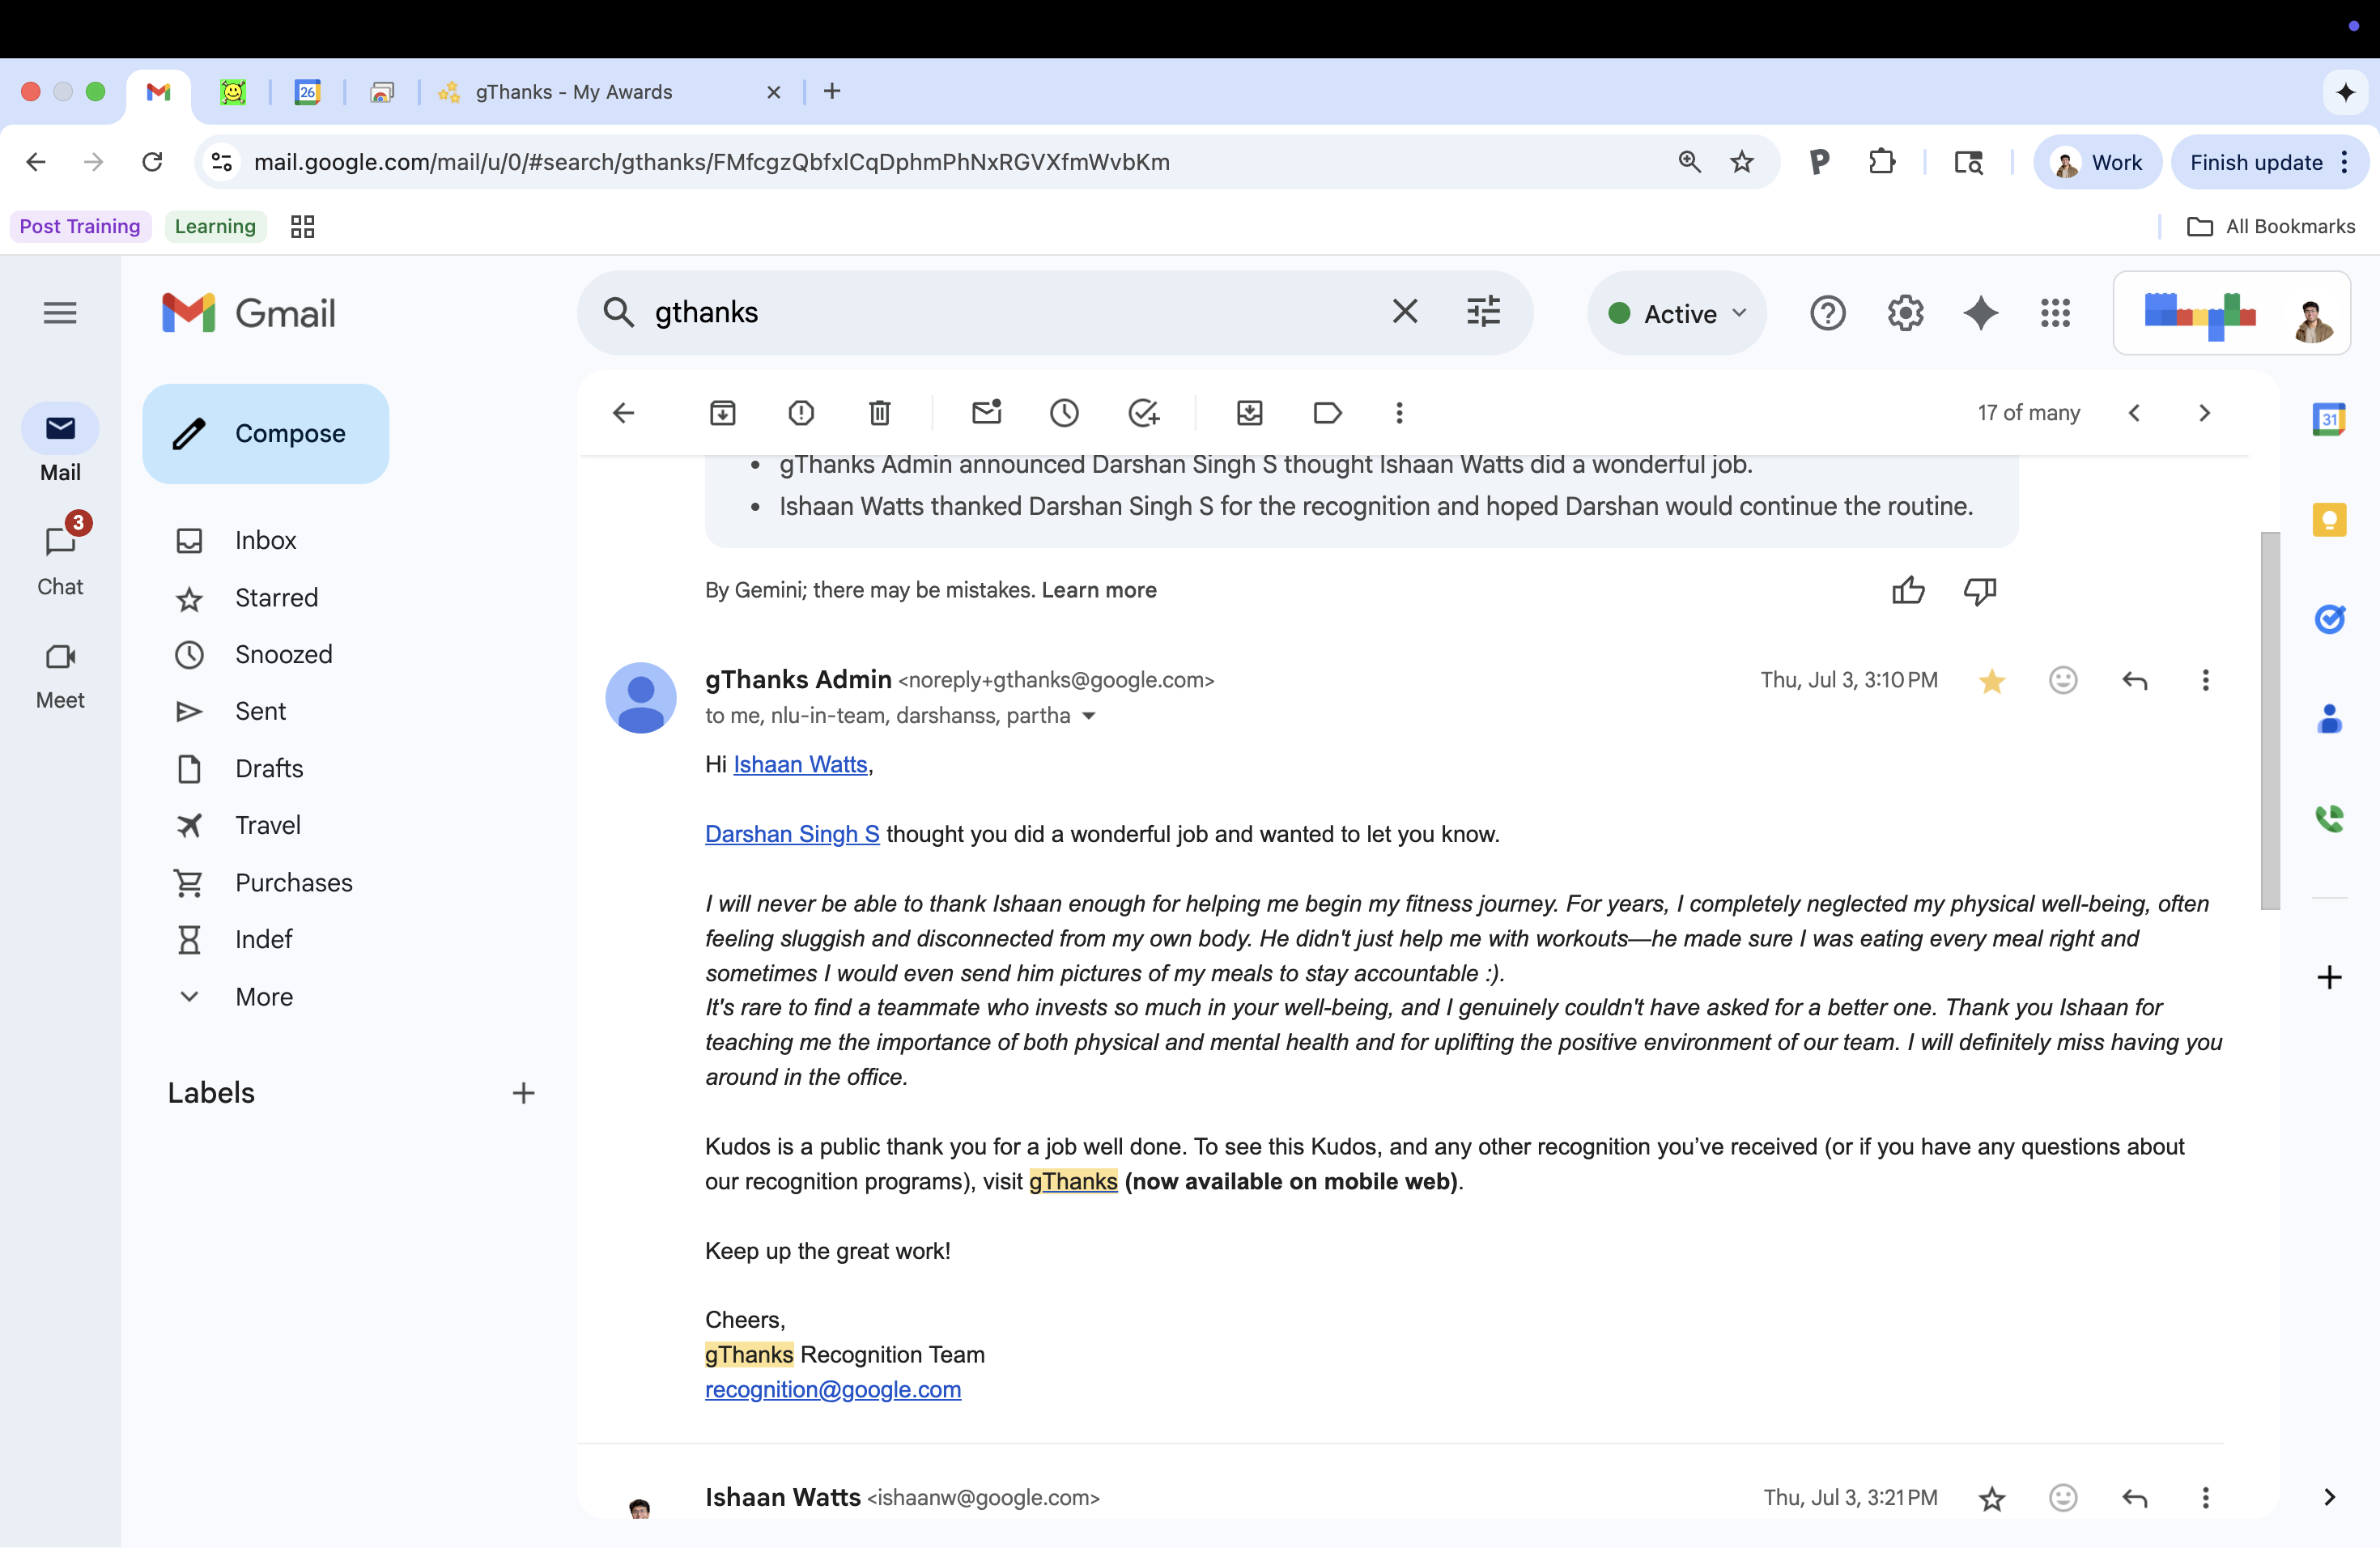 26
gThanks - My Awards
mail.google.com/mail/u/0/#search/gthanks/FMfcgzQbfxlCqDphmPhNxRGVXfmWvbKm
Work
Finish update
Post Training
Learning
All Bookmarks
Gmail
gthanks
Active
Compose
17 of many
31
Mail
3
Chat
Meet
Inbox
Starred
Snoozed
Sent
Drafts
Travel
Purchases
Indef
More
Labels
• gThanks Admin announced Darshan Singh S thought Ishaan Watts did a wonderful job.
• Ishaan Watts thanked Darshan Singh S for the recognition and hoped Darshan would continue the routine.
By Gemini; there may be mistakes. Learn more
gThanks Admin <noreply+gthanks@google.com>
Thu, Jul 3, 3:10 PM
to me, nlu-in-team, darshanss, partha
Hi Ishaan Watts,
Darshan Singh S thought you did a wonderful job and wanted to let you know.
I will never be able to thank Ishaan enough for helping me begin my fitness journey. For years, I completely neglected my physical well-being, often
feeling sluggish and disconnected from my own body. He didn't just help me with workouts—he made sure I was eating every meal right and
sometimes I would even send him pictures of my meals to stay accountable :).
It's rare to find a teammate who invests so much in your well-being, and I genuinely couldn't have asked for a better one. Thank you Ishaan for
teaching me the importance of both physical and mental health and for uplifting the positive environment of our team. I will definitely miss having you
around in the office.
Kudos is a public thank you for a job well done. To see this Kudos, and any other recognition you’ve received (or if you have any questions about
our recognition programs), visit gThanks (now available on mobile web).
Keep up the great work!
Cheers,
gThanks Recognition Team
recognition@google.com
Ishaan Watts <ishaanw@google.com>
Thu, Jul 3, 3:21 PM